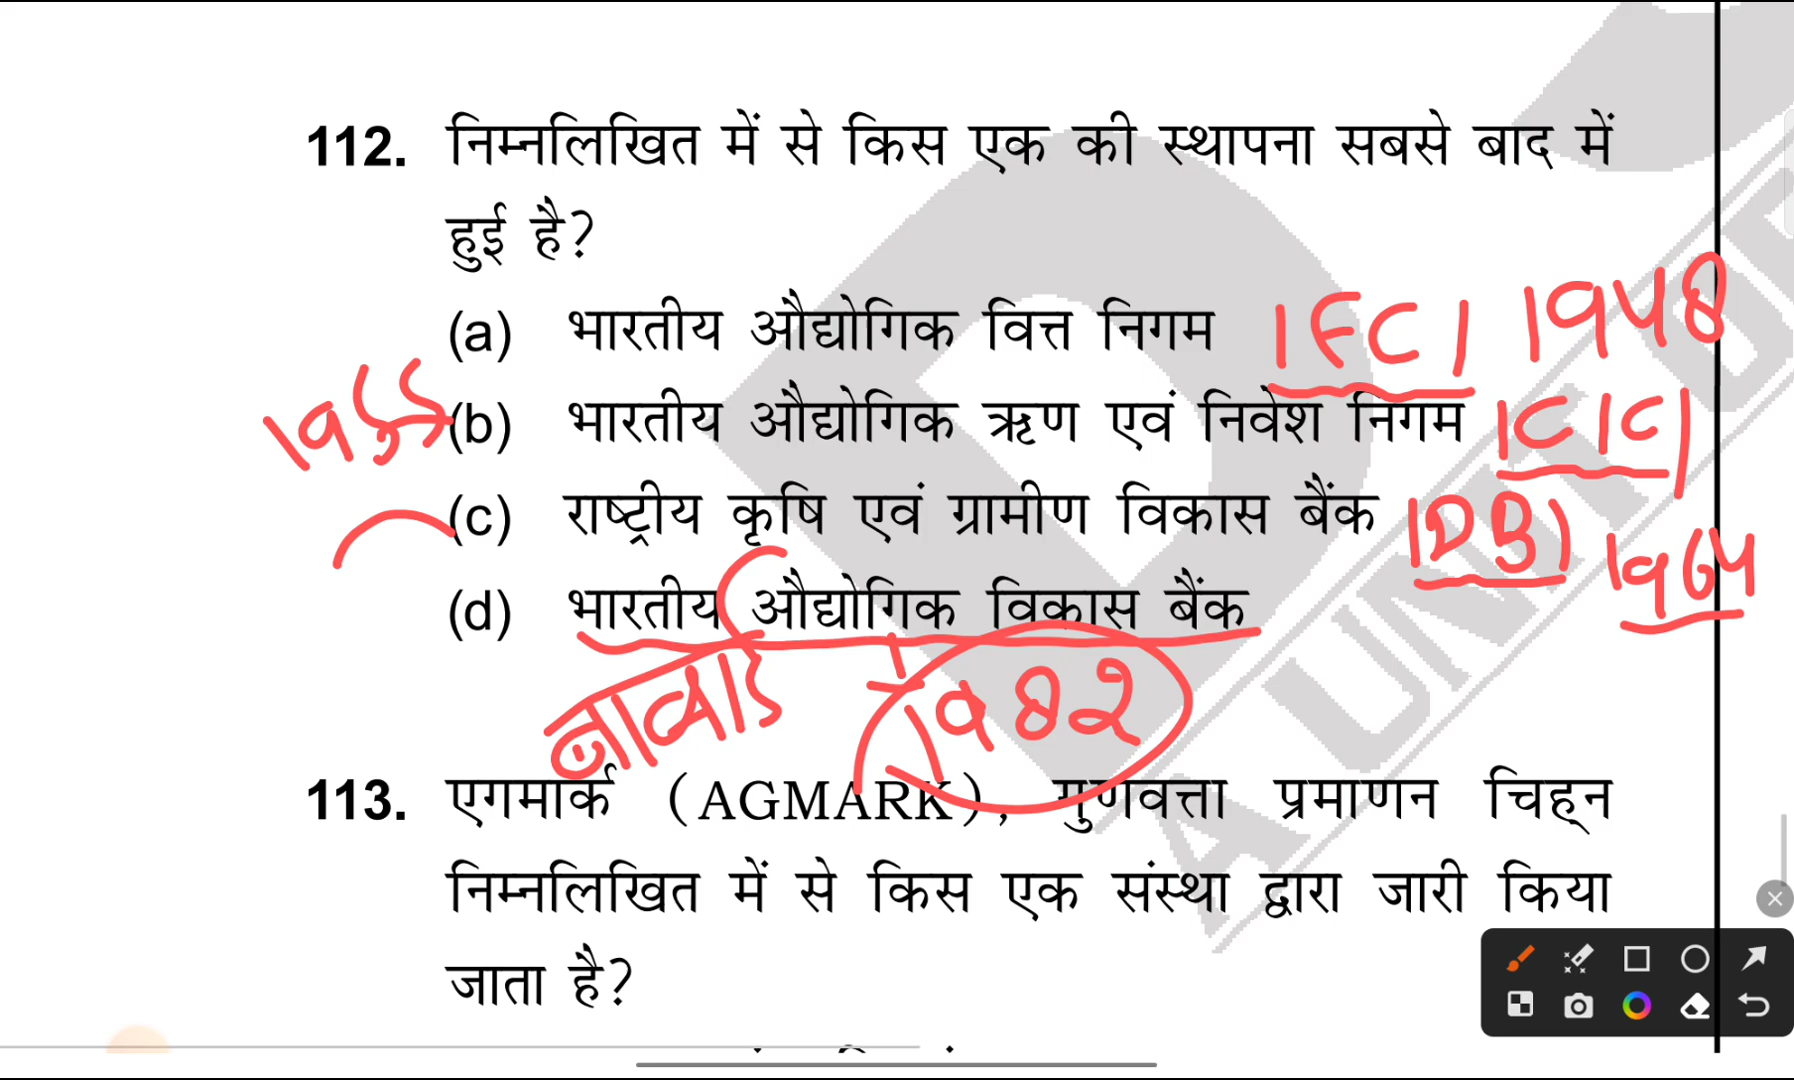 112. निम्नलिखित में से किस एक की स्थापना सबसे बाद में
हुई है?
(a) भारतीय औद्योगिक वित्त निगम IFCI 1948
1955 (b) भारतीय औद्योगिक ऋण एवं निवेश निगम ICICI
(c) राष्ट्रीय कृषि एवं ग्रामीण विकास बैंक IDBI 1964
(d) भारतीय औद्योगिक विकास बैंक
नाबार्ड 1982
113. एगमार्क (AGMARK), गुणवत्ता प्रमाणन चिह्न
निम्नलिखित में से किस एक संस्था द्वारा जारी किया
जाता है?